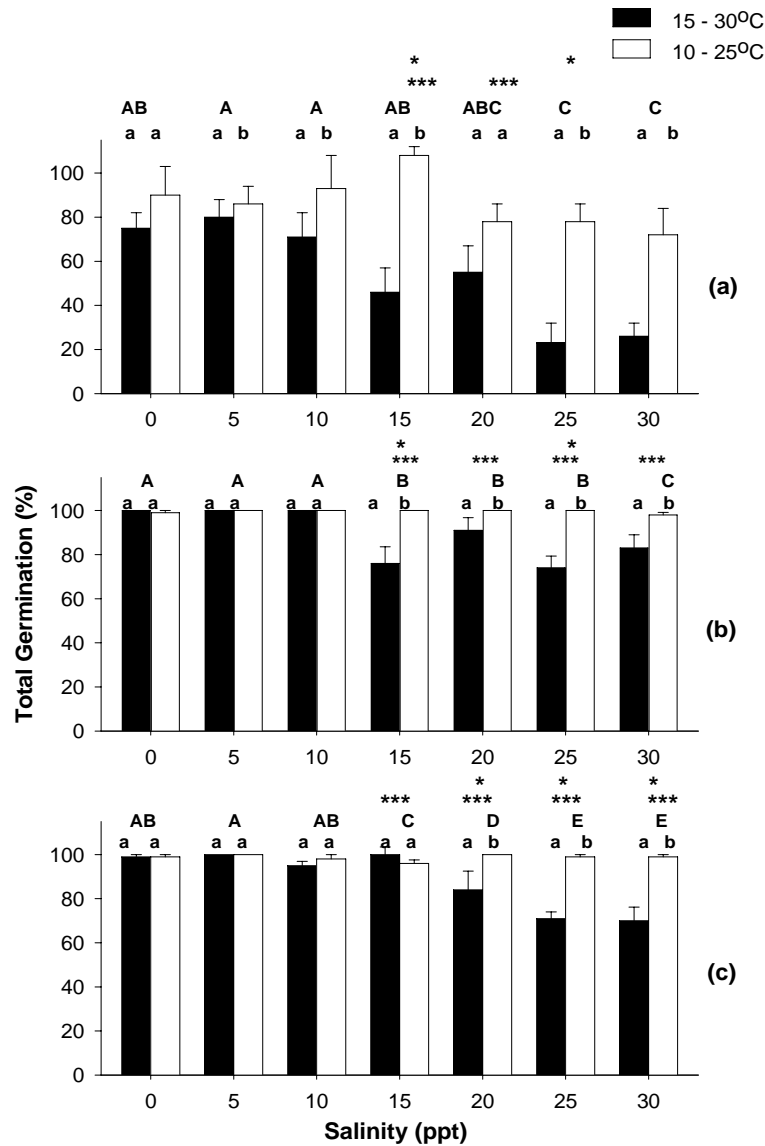 15 - 30°C
10 - 25°C
* *
*** ***
AB A A AB ABC C C
a a a b a b a b a a a b a b
100
80
60
40
20
0
(a)
0 5 10 15 20 25 30
* *
*** *** *** ***
A A A B B B C
a a a a a a a b a b a b a b
100
80
60
40
20
0
(b)
Total Germination (%)
0 5 10 15 20 25 30
* * *
*** *** *** ***
AB A AB C D E E
a a a a a a a a a b a b a b
100
80
60
40
20
0
(c)
0 5 10 15 20 25 30
Salinity (ppt)